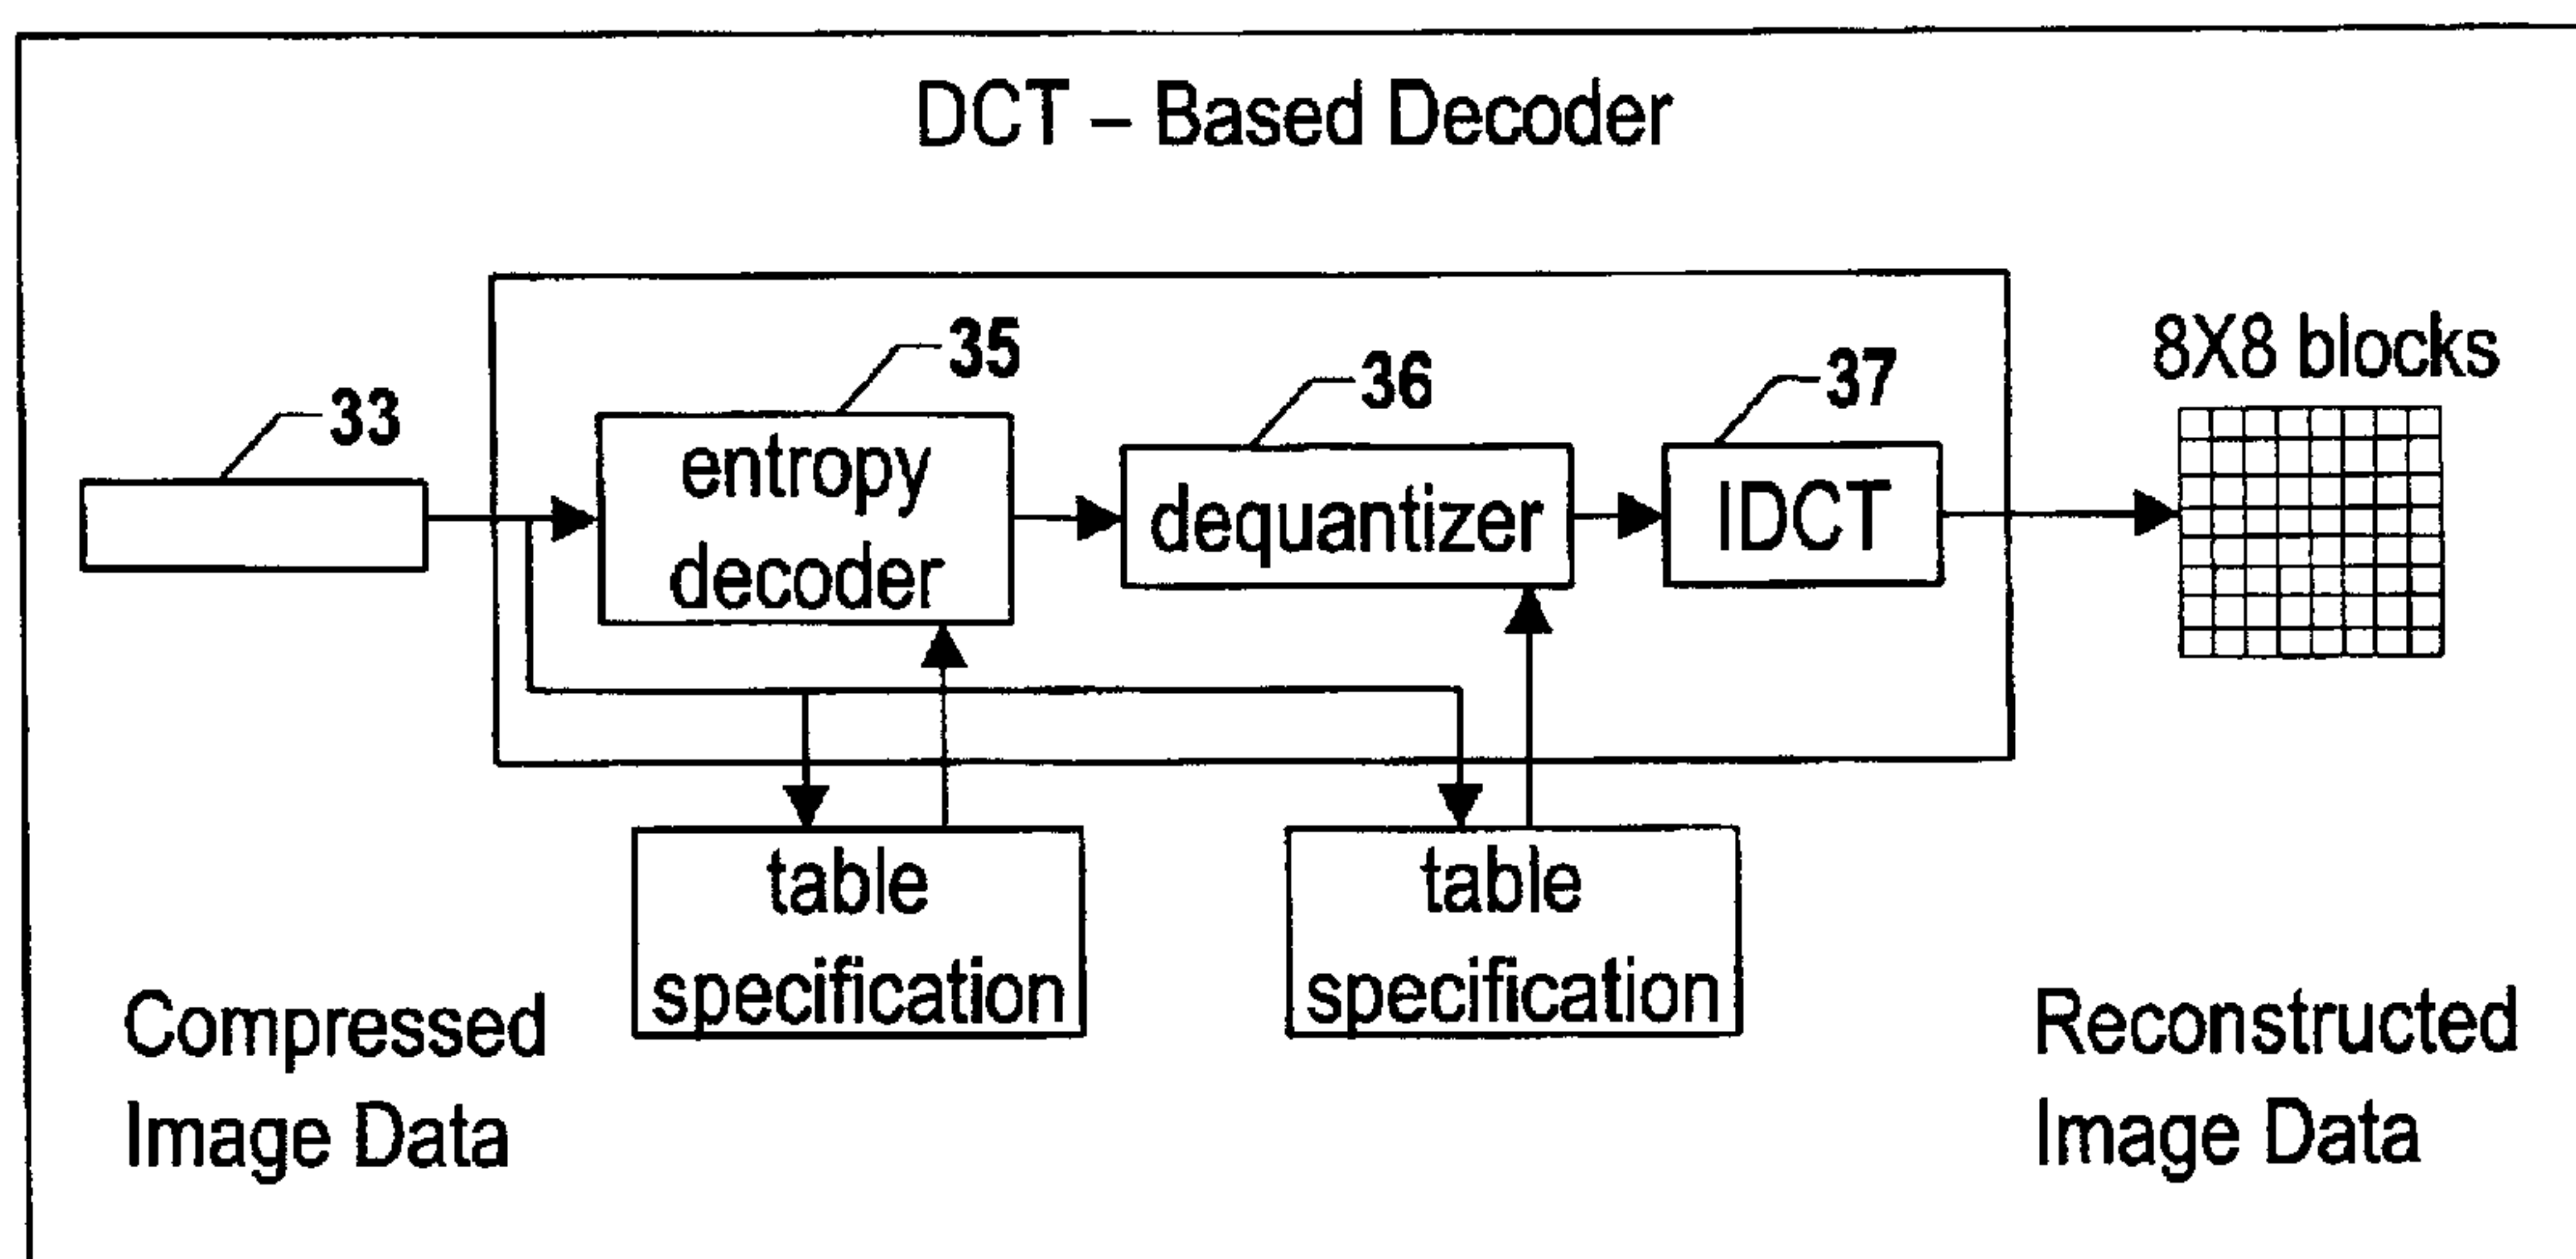 DCT – Based Decoder
33
35
36
37
8X8 blocks
entropy
decoder
dequantizer
IDCT
table
specification
table
specification
Compressed
Image Data
Reconstructed
Image Data